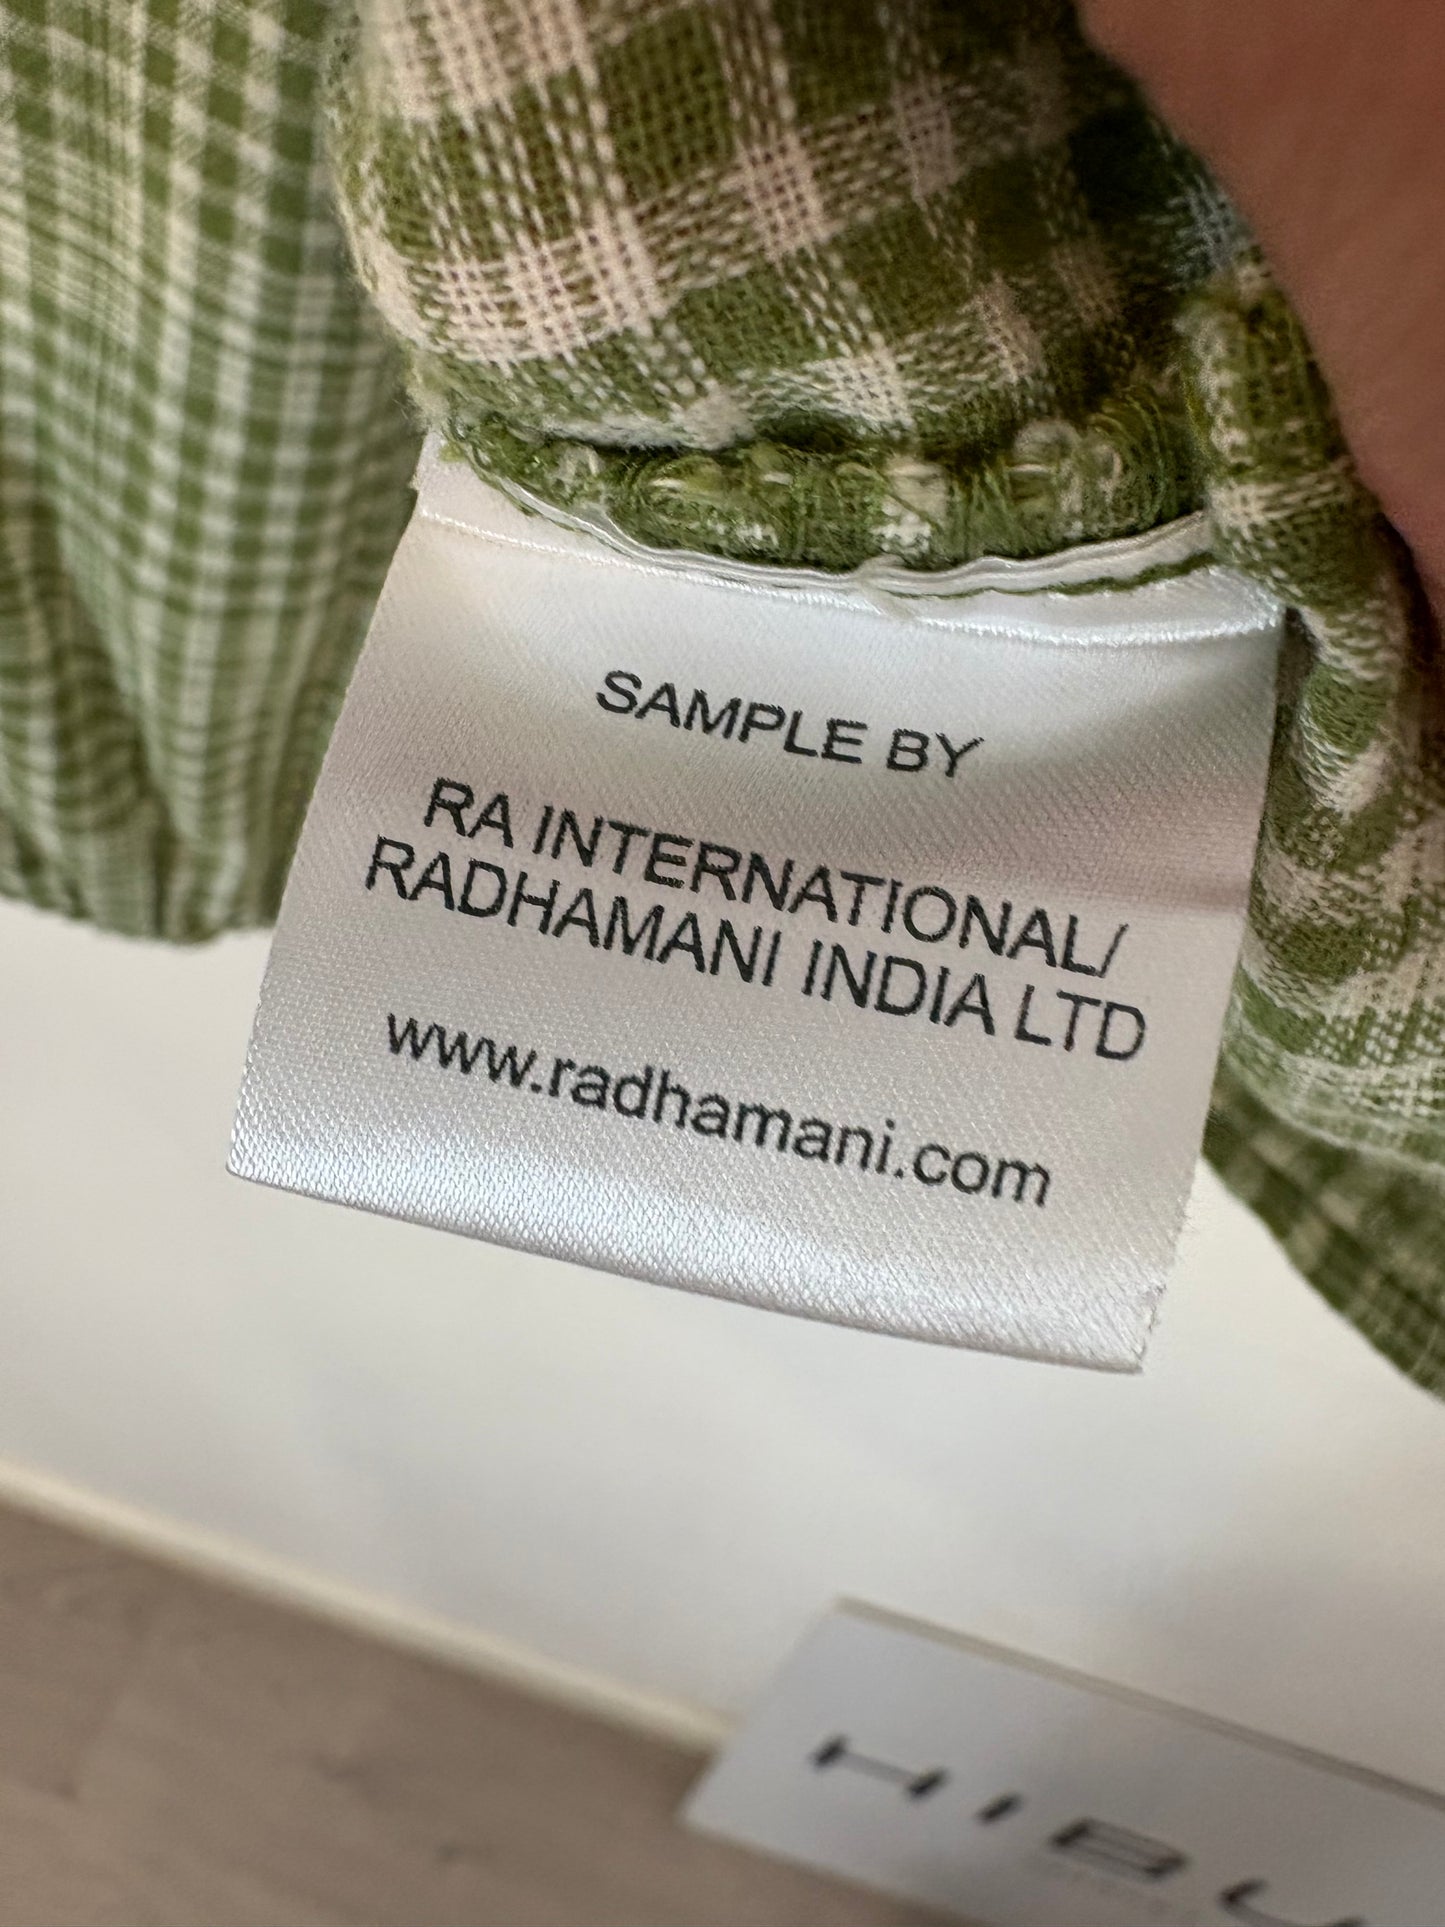 SAMPLE BY
RA INTERNATIONAL/
RADHAMANI INDIA LTD
www.radhamani.com